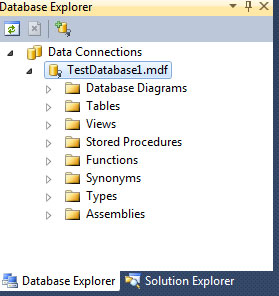 Database Explorer
Data Connections
TestDatabase1.mdf
Database Diagrams
Tables
Views
Stored Procedures
Functions
Synonyms
Types
Assemblies
Database Explorer
Solution Explorer